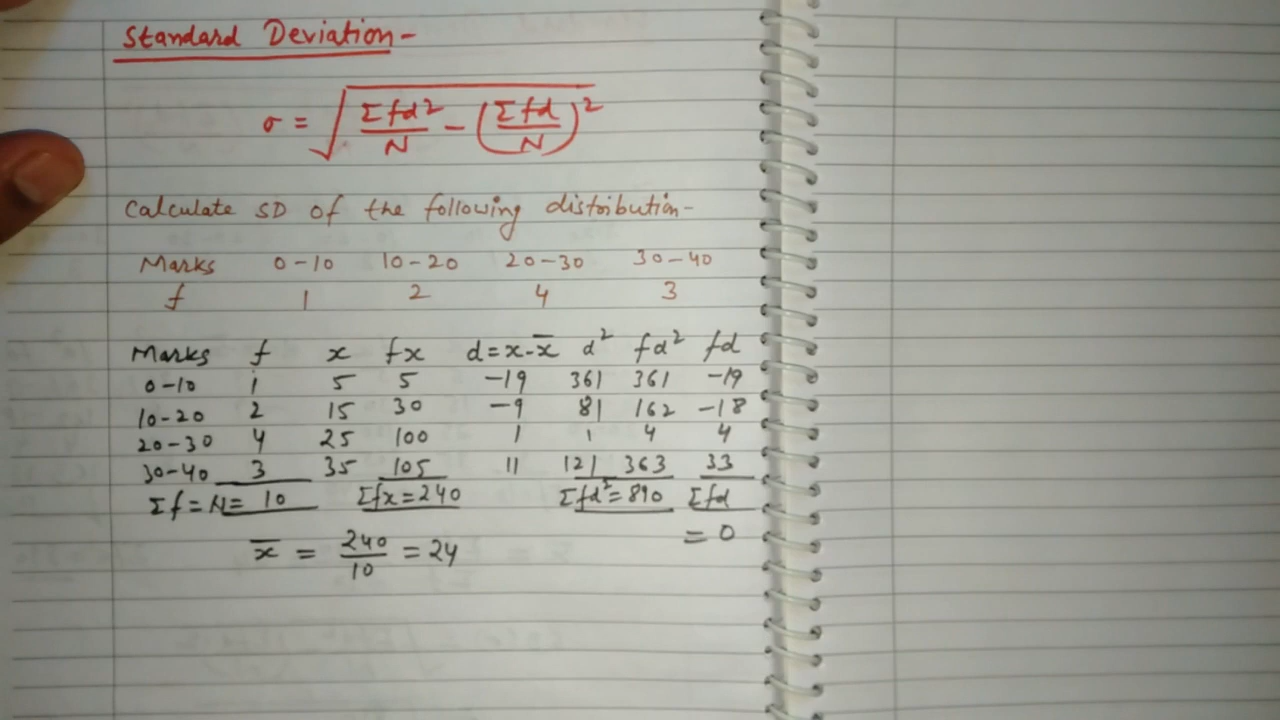 Standard Deviation -
σ = √ Σfd²/N - (Σfd/N)²
Calculate SD of the following distribution -
Marks 0-10 10-20 20-30 30-40
f 1 2 4 3
Marks f x fx d=x-x̄ d² fd² fd
0-10 1 5 5 -19 361 361 -19
10-20 2 15 30 -9 81 162 -18
20-30 4 25 100 1 1 4 4
30-40 3 35 105 11 121 363 33
Σf = N = 10 Σfx = 240 Σfd² = 890 Σfd
= 0
x̄ = 240/10 = 24